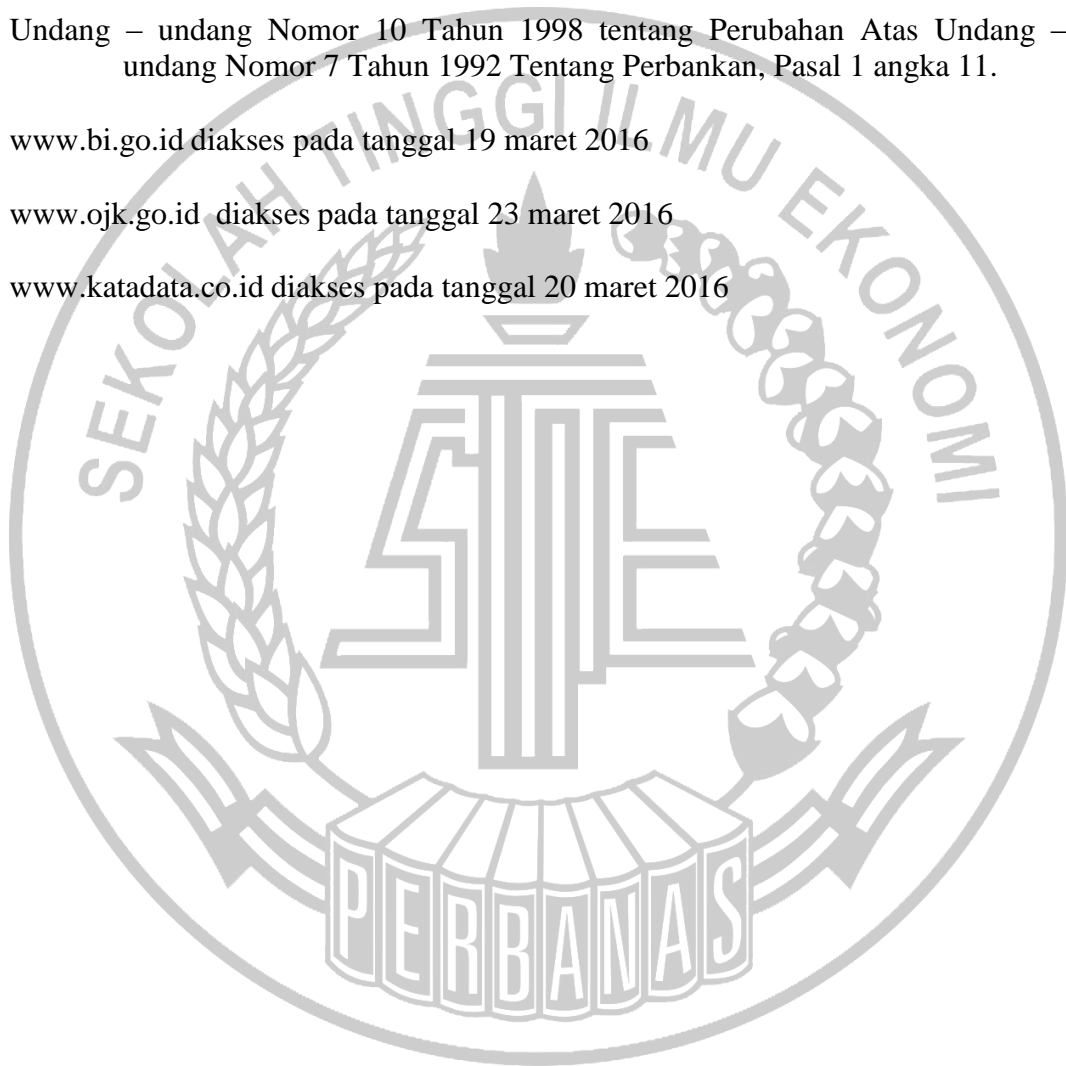 Undang – undang Nomor 10 Tahun 1998 tentang Perubahan Atas Undang –
undang Nomor 7 Tahun 1992 Tentang Perbankan, Pasal 1 angka 11.
www.bi.go.id diakses pada tanggal 19 maret 2016
www.ojk.go.id diakses pada tanggal 23 maret 2016
www.katadata.co.id diakses pada tanggal 20 maret 2016
SEKOLAH TINGGI ILMU EKONOMI
STIE
PERBANAS